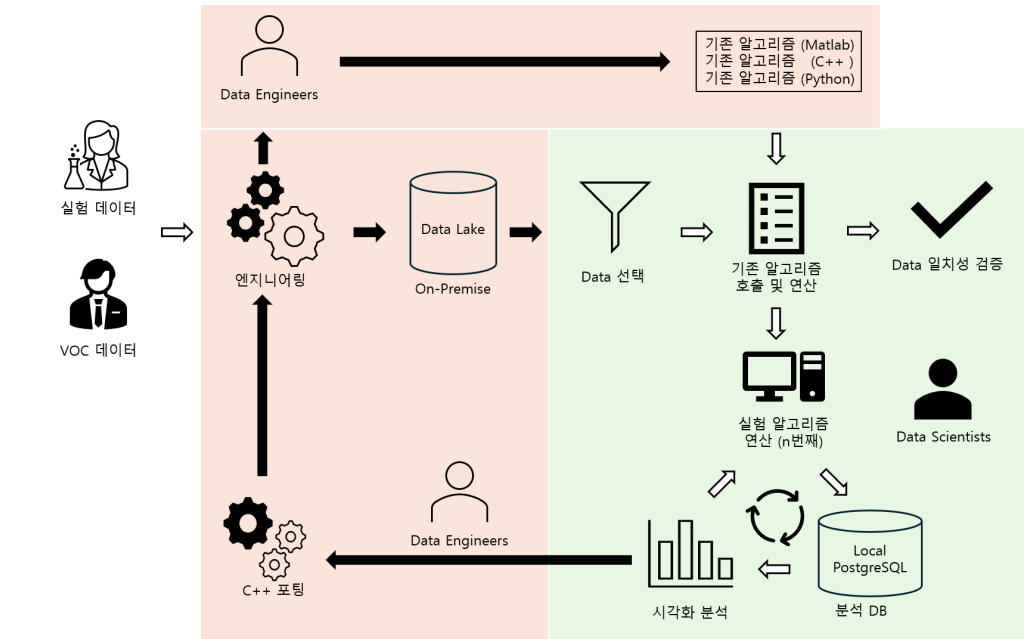 Data Engineers
기존 알고리즘 (Matlab)
기존 알고리즘 (C++ )
기존 알고리즘 (Python)
실험 데이터
VOC 데이터
엔지니어링
Data Lake
On-Premise
Data 선택
기존 알고리즘
호출 및 연산
Data 일치성 검증
실험 알고리즘
연산 (n번째)
Data Scientists
Data Engineers
C++ 포팅
시각화 분석
Local
PostgreSQL
분석 DB